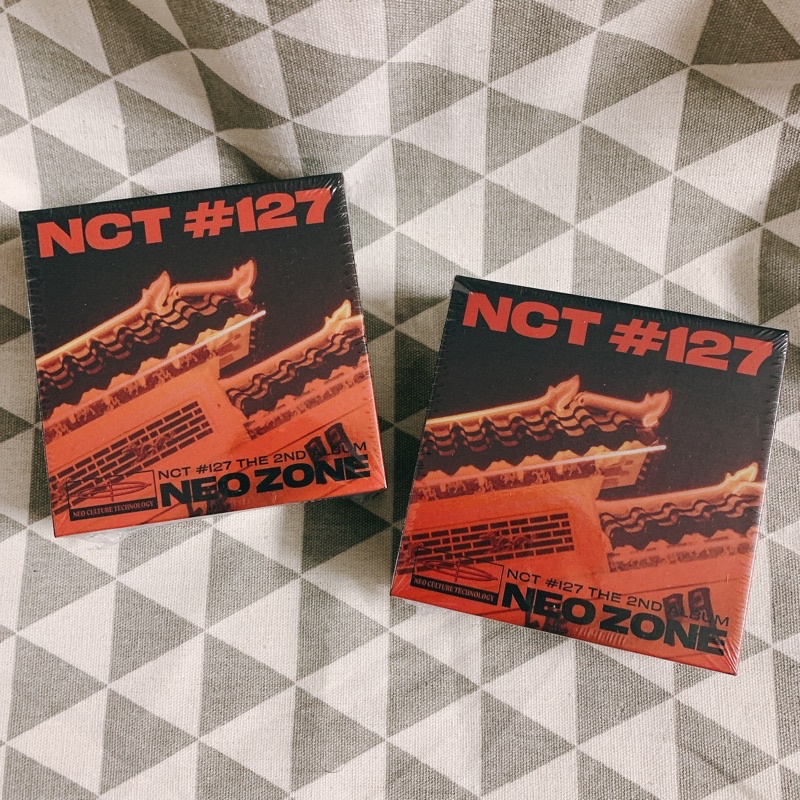 NCT #127
NCT #127 THE 2ND ALBUM
NEO ZONE
NEO CULTURE TECHNOLOGY
NCT #127
NCT #127 THE 2ND ALBUM
NEO ZONE
NEO CULTURE TECHNOLOGY